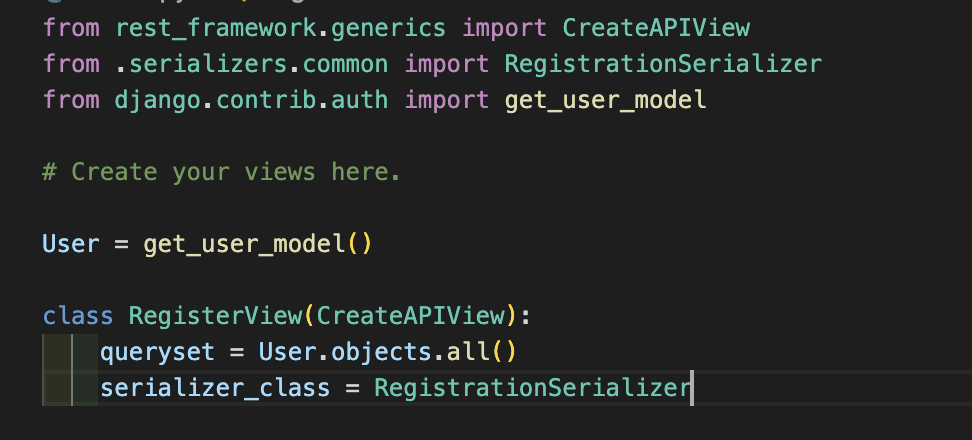 from rest_framework.generics import CreateAPIView
from .serializers.common import RegistrationSerializer
from django.contrib.auth import get_user_model
# Create your views here.
User = get_user_model()
class RegisterView(CreateAPIView):
queryset = User.objects.all()
serializer_class = RegistrationSerializer